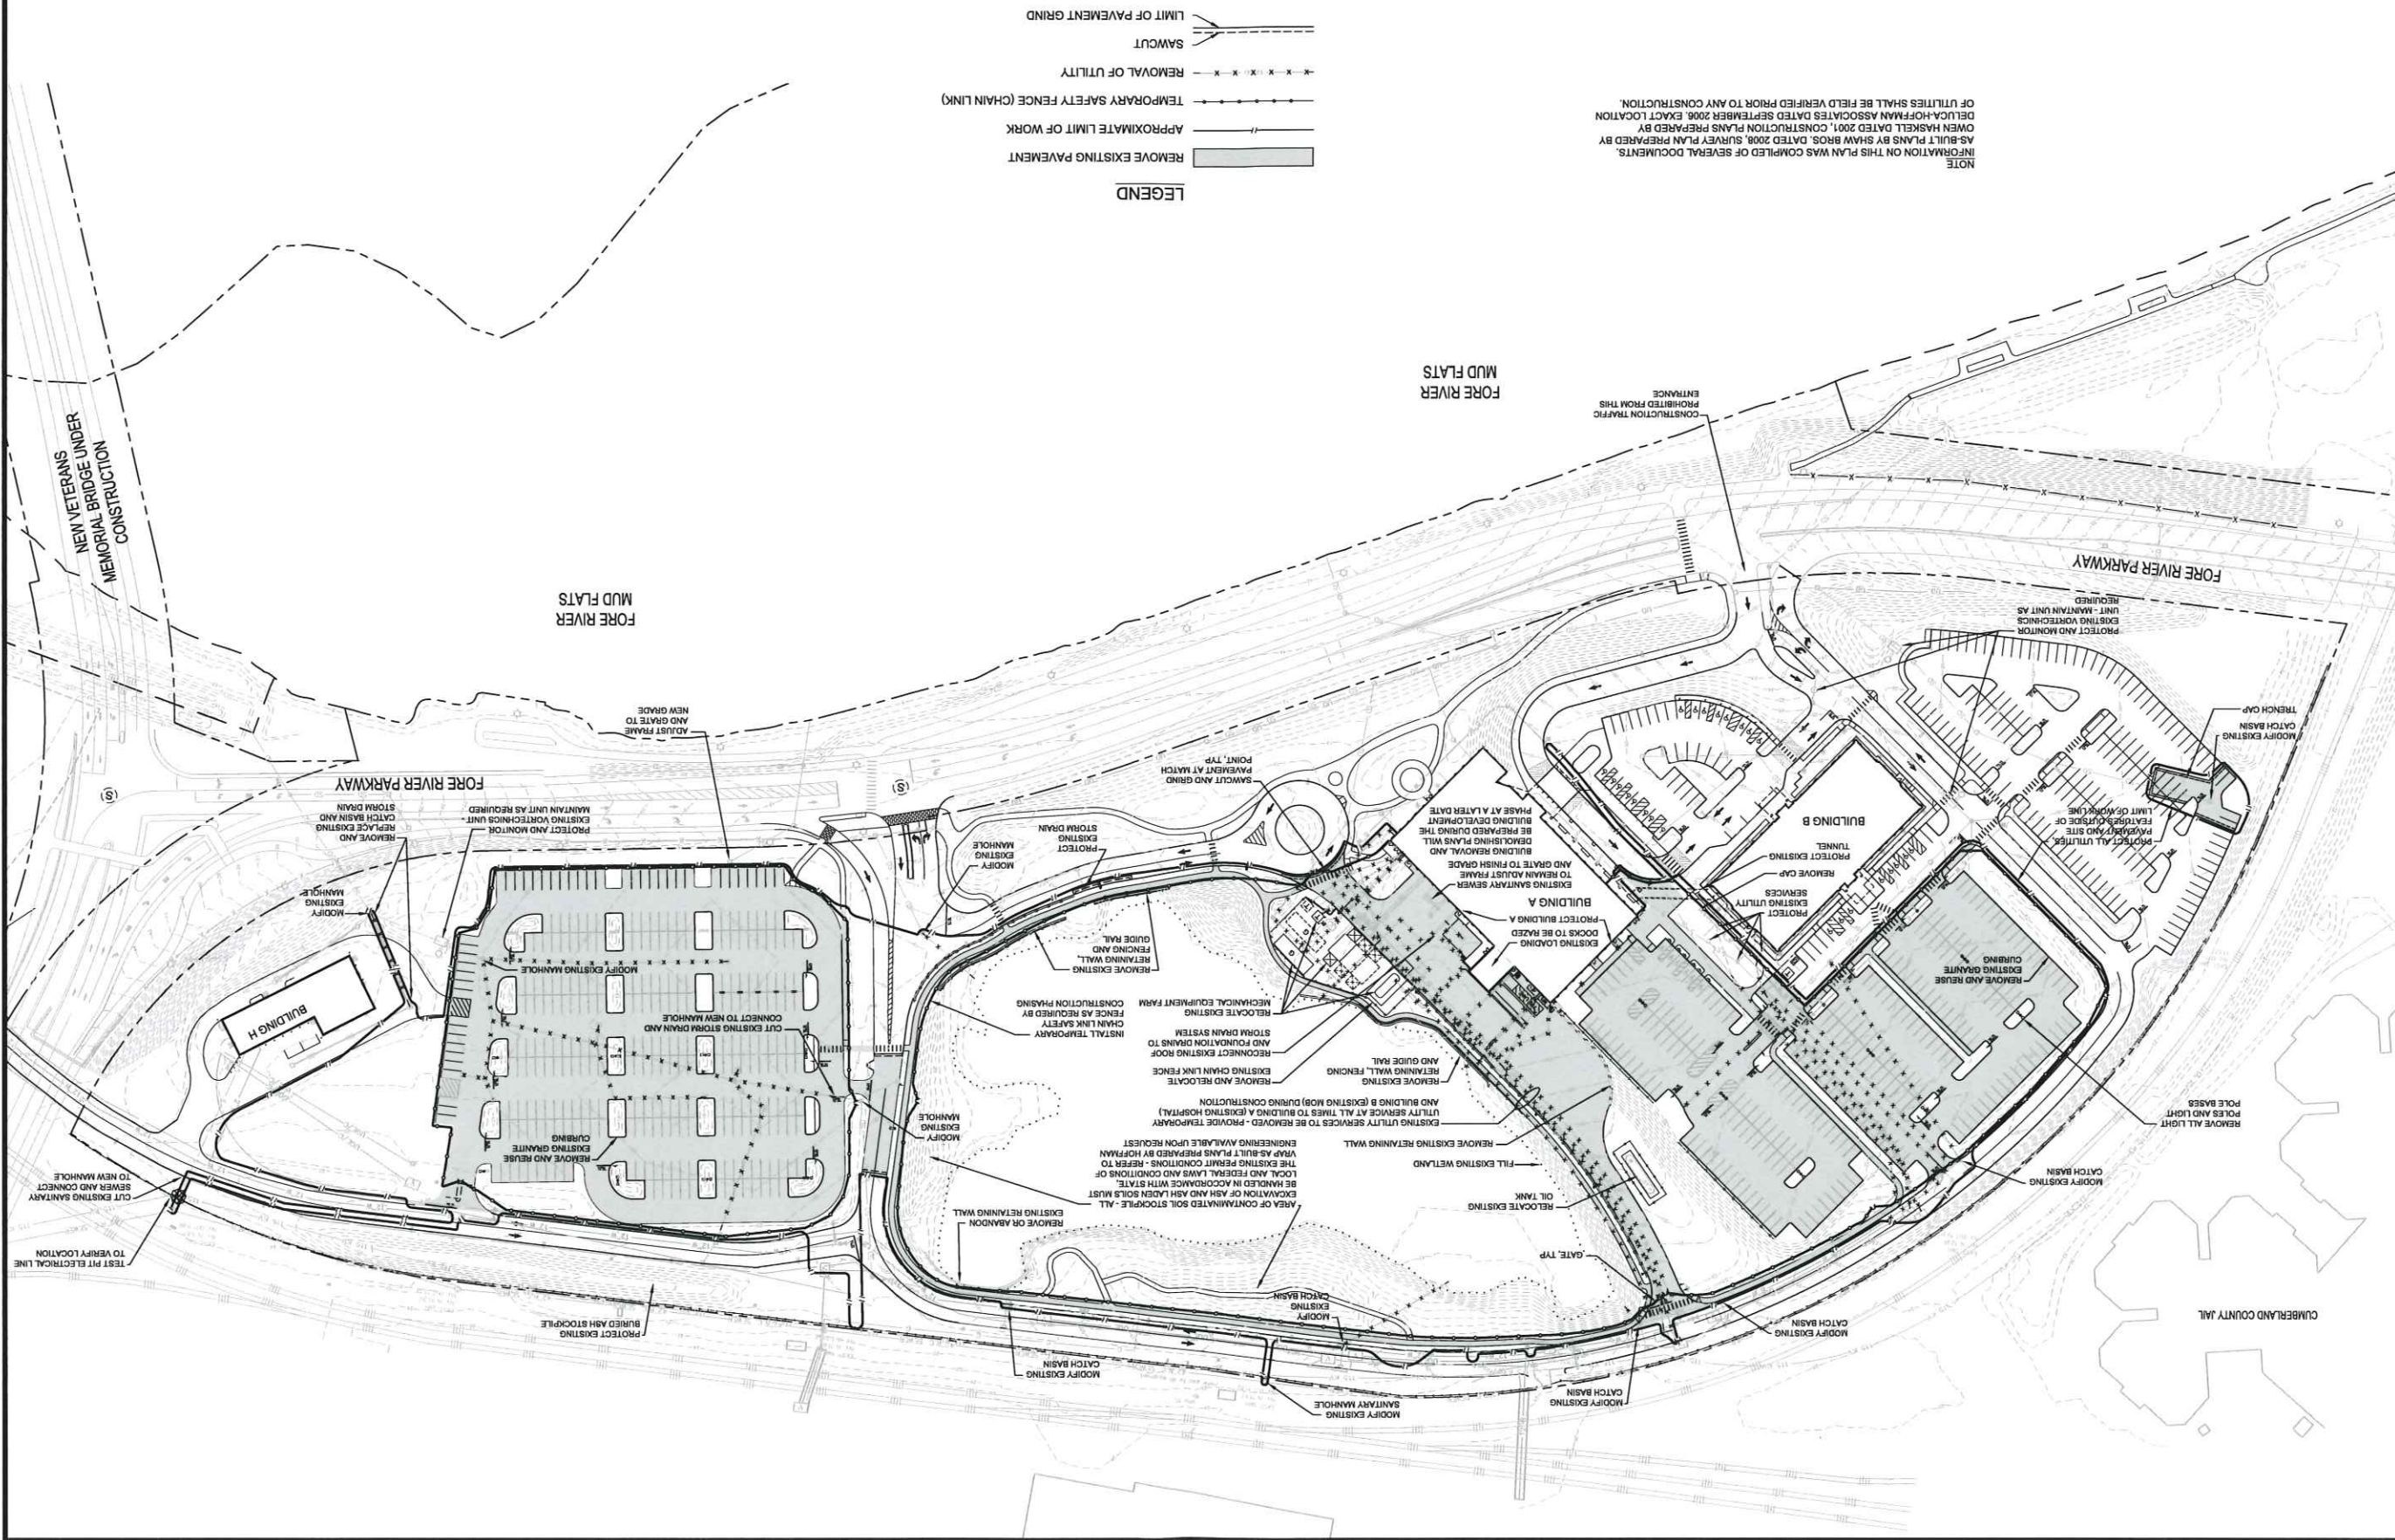 MODIFY EXISTING
SANITARY MANHOLE
MODIFY EXISTING
CATCH BASIN
MODIFY EXISTING
CATCH BASIN
CUMBERLAND COUNTY JAIL
MODIFY EXISTING
CATCH BASIN
MODIFY
EXISTING
CATCH BASIN
PROTECT EXISTING
BURIED ASH STOCKPILE
TEST PIT ELECTRICAL LINE
TO VERIFY LOCATION
GATE, TYP
REMOVE OR ABANDON
EXISTING RETAINING WALL
CUT EXISTING SANITARY
SEWER AND CONNECT
TO NEW MANHOLE
MODIFY EXISTING
CATCH BASIN
RELOCATE EXISTING
OIL TANK
AREA OF CONTAMINATED SOIL STOCKPILE - ALL
EXCAVATION OF ASH AND ASH LADEN SOILS MUST
BE HANDLED IN ACCORDANCE WITH STATE,
LOCAL AND FEDERAL LAWS AND CONDITIONS OF
THE EXISTING PERMIT CONDITIONS - REFER TO
VRAP AS-BUILT PLANS PREPARED BY HOFFMAN
ENGINEERING AVAILABLE UPON REQUEST
FILL EXISTING WETLAND
REMOVE EXISTING RETAINING WALL
REMOVE AND REUSE
EXISTING GRANITE
CURBING
REMOVE ALL LIGHT
POLES AND LIGHT
POLE BASES
EXISTING UTILITY SERVICES TO BE REMOVED - PROVIDE TEMPORARY
UTILITY SERVICE AT ALL TIMES TO BUILDING A (EXISTING HOSPITAL)
AND BUILDING B (EXISTING MOB) DURING CONSTRUCTION
MODIFY
EXISTING
MANHOLE
REMOVE EXISTING
RETAINING WALL, FENCING
AND GUIDE RAIL
REMOVE AND RELOCATE
EXISTING CHAIN LINK FENCE
RECONNECT EXISTING ROOF
AND FOUNDATION DRAINS TO
STORM DRAIN SYSTEM
INSTALL TEMPORARY
CHAIN LINK SAFETY
FENCE AS REQUIRED BY
CONSTRUCTION PHASING
CUT EXISTING STORM DRAIN AND
CONNECT TO NEW MANHOLE
BUILDING H
RELOCATE EXISTING
MECHANICAL EQUIPMENT FARM
REMOVE AND REUSE
EXISTING GRANITE
CURBING
REMOVE EXISTING
RETAINING WALL,
FENCING AND
GUIDE RAIL
MODIFY EXISTING MANHOLE
EXISTING LOADING
DOCKS TO BE RAZED
PROTECT BUILDING A
BUILDING A
PROTECT
EXISTING UTILITY
SERVICES
REMOVE CAP
PROTECT EXISTING
TUNNEL
BUILDING B
EXISTING SANITARY SEWER
TO REMAIN ADJUST FRAME
AND GRATE TO FINISH GRADE
BUILDING REMOVAL AND
DEMOLISHING PLANS WILL
BE PREPARED DURING THE
BUILDING DEVELOPMENT
PHASE AT A LATER DATE
MODIFY
EXISTING
MANHOLE
PROTECT
EXISTING
STORM DRAIN
MODIFY
EXISTING
MANHOLE
PROTECT ALL UTILITIES,
PAVEMENT AND SITE
FEATURES OUTSIDE OF
LIMIT OF WORK LINE
PROTECT AND MONITOR
EXISTING VORTECHNICS UNIT -
MAINTAIN UNIT AS REQUIRED
REMOVE AND
REPLACE EXISTING
CATCH BASIN AND
STORM DRAIN
SAWCUT AND GRIND
PAVEMENT AT MATCH
POINT, TYP
FORE RIVER PARKWAY
(S)
(S)
MODIFY EXISTING
CATCH BASIN
TRENCH CAP
ADJUST FRAME
AND GRATE TO
NEW GRADE
PROTECT AND MONITOR
EXISTING VORTECHNICS
UNIT - MAINTAIN UNIT AS
REQUIRED
FORE RIVER
MUD FLATS
FORE RIVER PARKWAY
NEW VETERANS
MEMORIAL BRIDGE UNDER
CONSTRUCTION
CONSTRUCTION TRAFFIC
PROHIBITED FROM THIS
ENTRANCE
FORE RIVER
MUD FLATS
NOTE
INFORMATION ON THIS PLAN WAS COMPILED OF SEVERAL DOCUMENTS.
AS-BUILT PLANS BY SHAW BROS. DATED 2008, SURVEY PLAN PREPARED BY
OWEN HASKELL DATED 2001, CONSTRUCTION PLANS PREPARED BY
DELUCA-HOFFMAN ASSOCIATES DATED SEPTEMBER 2006. EXACT LOCATION
OF UTILITIES SHALL BE FIELD VERIFIED PRIOR TO ANY CONSTRUCTION.
LEGEND
REMOVE EXISTING PAVEMENT
APPROXIMATE LIMIT OF WORK
TEMPORARY SAFETY FENCE (CHAIN LINK)
REMOVAL OF UTILITY
SAWCUT
LIMIT OF PAVEMENT GRIND